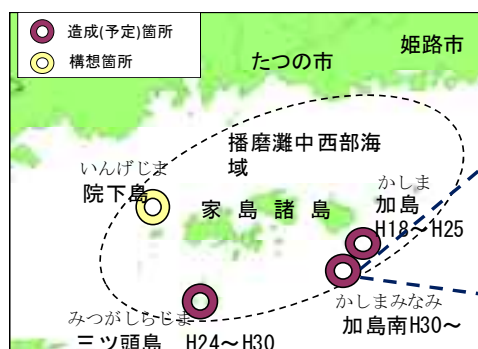 造成(予定)箇所
構想箇所
姫路市
たつの市
播磨灘中西部海
域
いんげじま
院下島
家島諸島
かしま
加島
H18～H25
かしまみなみ
加島南H30～
みつがしらじま
三ツ頭島 H24～H30